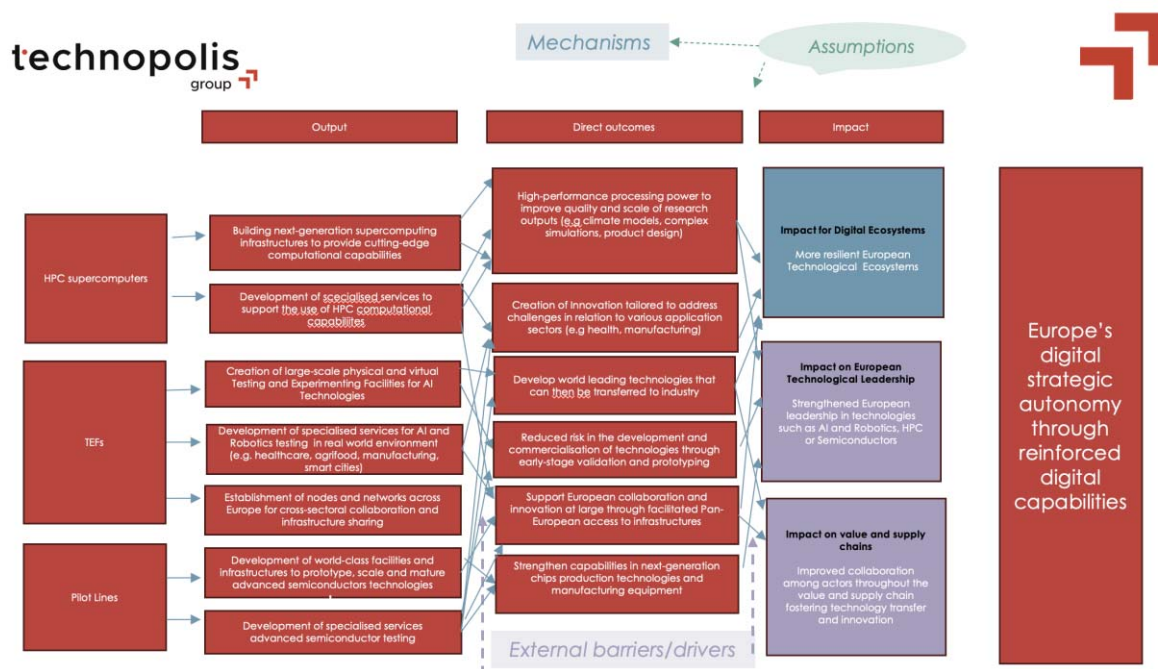 technopolis
group
Mechanisms
Assumptions
Output
Direct outcomes
Impact
HPC supercomputers
Building next-generation supercomputing
infrastructures to provide cutting-edge
computational capabilities
Development of scecialised services to
support the use of HPC computational
capabiliites
TEFs
Creation of large-scale physical and virtual
Testing and Experimenting Facilities for AI
Technologies
Development of specialised services for AI and
Robotics testing in real world environment
(e.g. healthcare, agrifood, manufacturing,
smart cities)
Establishment of nodes and networks across
Europe for cross-sectoral collaboration and
infrastructure sharing
Pilot Lines
Development of world-class facilities and
infrastructures to prototype, scale and mature
advanced semiconductors technologies
Development of specialised services
advanced semiconductor testing
High-performance processing power to
improve quality and scale of research
outputs (e.g climate models, complex
simulations, product design)
Creation of Innovation tailored to address
challenges in relation to various application
sectors (e.g health, manufacturing)
Develop world leading technologies that
can then be transferred to industry
Reduced risk in the development and
commercialisation of technologies through
early-stage validation and prototyping
Support European collaboration and
innovation at large through facilitated Pan-
European access to infrastructures
Strengthen capabilities in next-generation
chips production technologies and
manufacturing equipment
Impact for Digital Ecosystems
More resilient European
Technological Ecosystems
Impact on European
Technological Leadership
Strengthened European
leadership in technologies
such as AI and Robotics, HPC
or Semiconductors
Impact on value and supply
chains
Improved collaboration
among actors throughout the
value and supply chain
fostering technology transfer
and innovation
Europe's
digital
strategic
autonomy
through
reinforced
digital
capabilities
External barriers/drivers